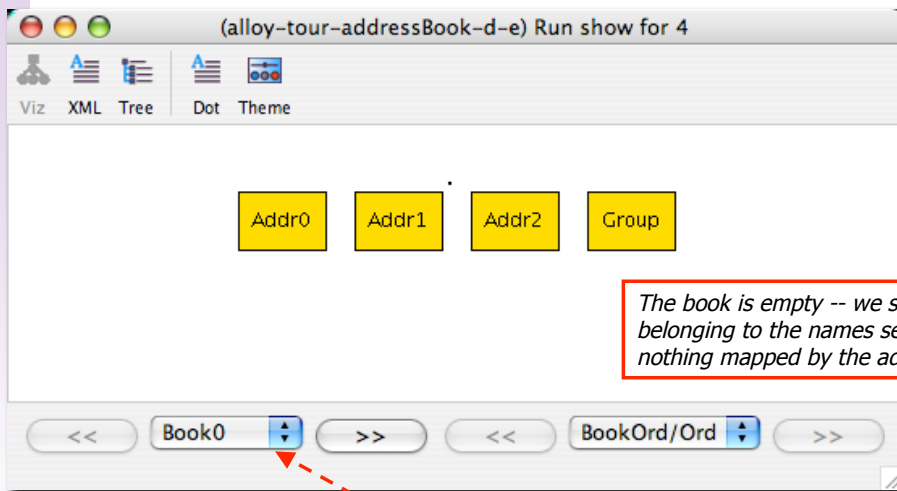 (alloy-tour-addressBook-d-e) Run show for 4
Viz XML Tree Dot Theme
Addr0 Addr1 Addr2 Group
The book is empty -- we s
belonging to the names se
nothing mapped by the ad
<< Book0 >> << BookOrd/Ord >>